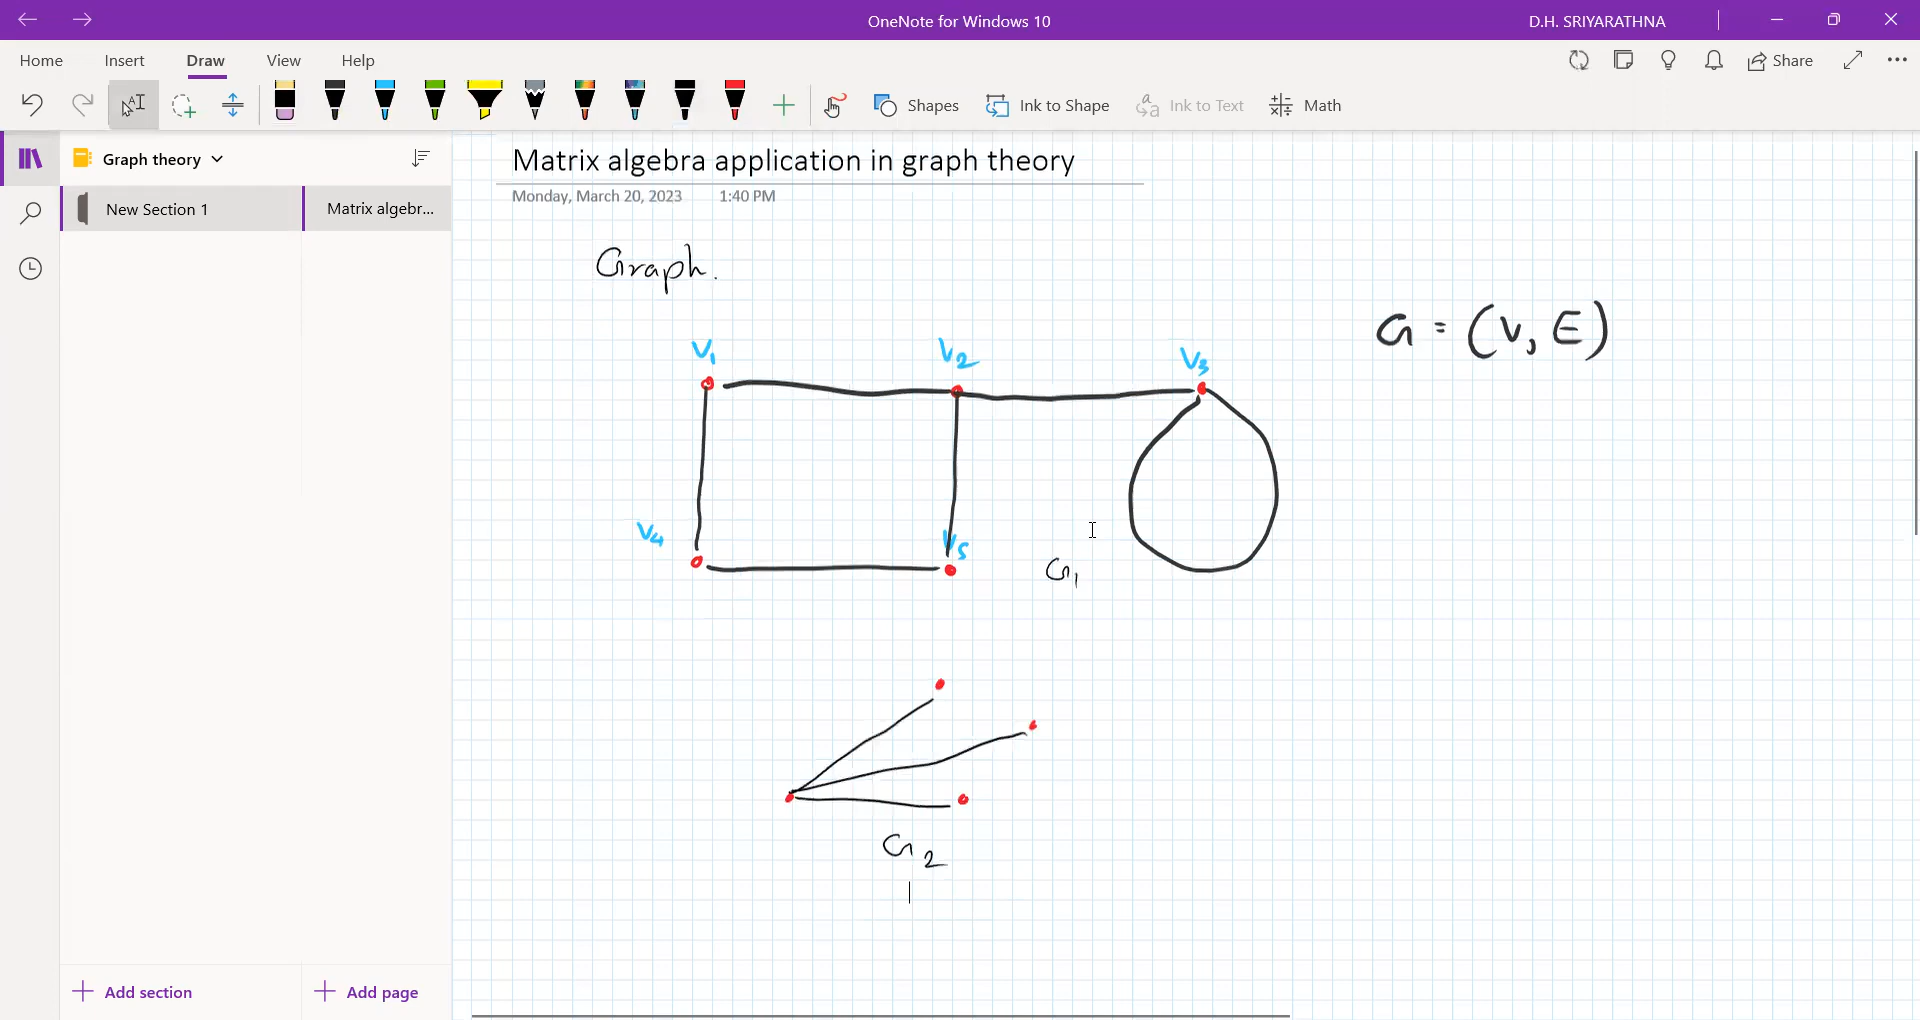 OneNote for Windows 10
D.H. SRIYARATHNA
Home Insert Draw View Help
Share
Shapes Ink to Shape Ink to Text Math
Graph theory
New Section 1
Matrix algebr...
Matrix algebra application in graph theory
Monday, March 20, 2023 1:40 PM
Graph.
G = (V, E)
V1 V2 V3
V4 V5
G1
G2
Add section
Add page